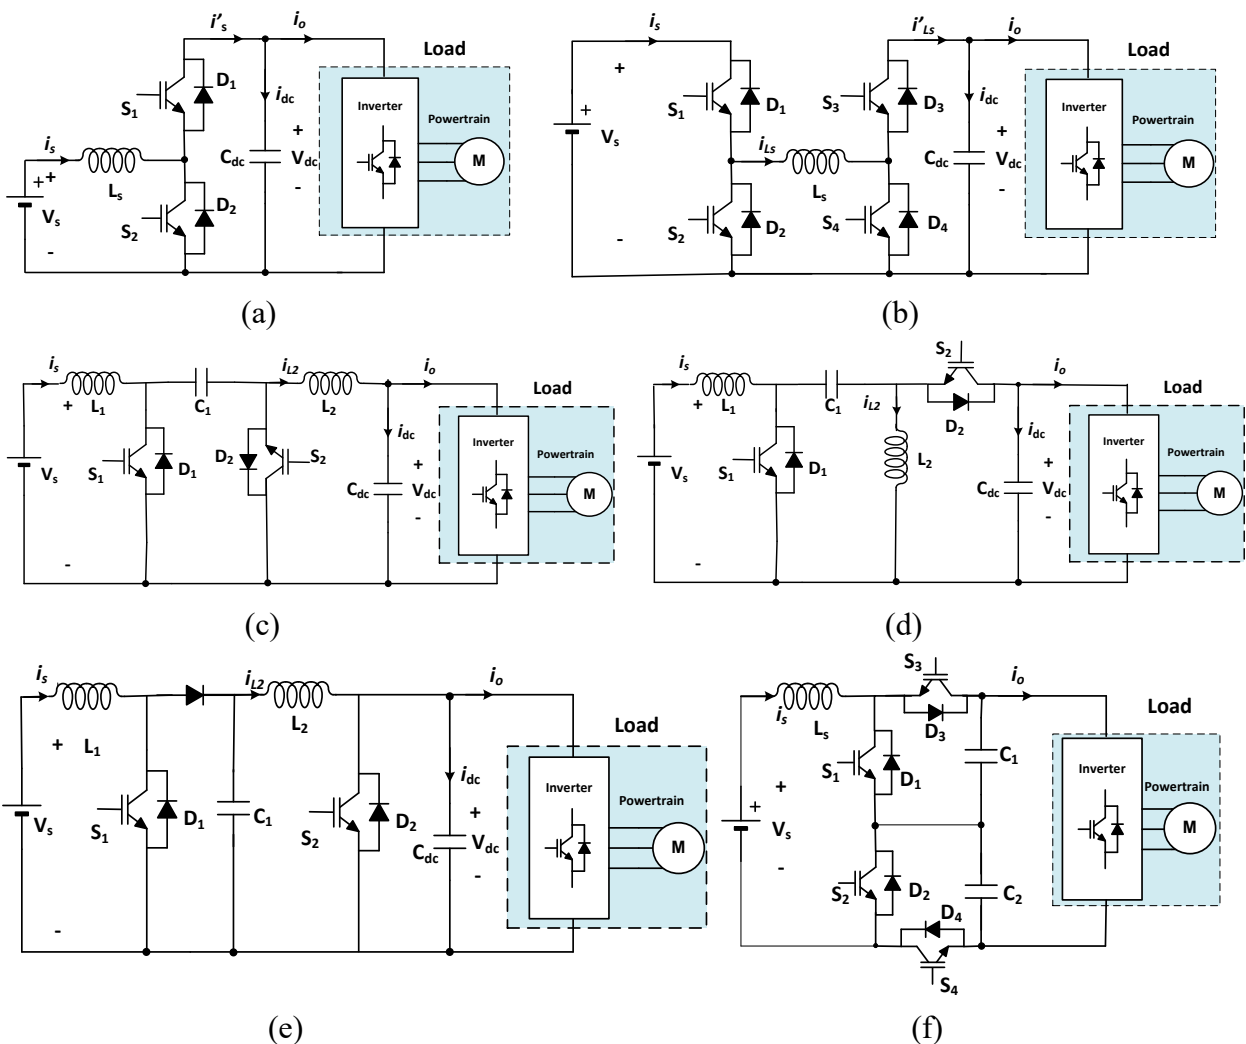 i's
io
Load
S1
D1
idc
Inverter
Powertrain
M
is
Ls
Cdc
+
Vdc
-
+
+
Vs
-
S2
D2
(a)
is
i'Ls
io
Load
+
+
Vs
-
S1
D1
S3
D3
iLs
Ls
idc
Cdc
+
Vdc
-
Inverter
Powertrain
M
S2
D2
S4
D4
(b)
is
+
L1
C1
iL2
L2
io
Load
Vs
S1
D1
D2
S2
idc
Cdc
+
Vdc
-
Inverter
Powertrain
M
-
(c)
is
+
L1
C1
iL2
S2
D2
io
Load
Vs
S1
D1
L2
idc
Cdc
+
Vdc
-
Inverter
Powertrain
M
-
(d)
is
+
L1
iL2
L2
io
Load
Vs
S1
D1
C1
S2
D2
idc
Cdc
+
Vdc
-
Inverter
Powertrain
M
-
(e)
S3
is
Ls
D3
io
Load
S1
D1
C1
+
+
Vs
-
Inverter
Powertrain
M
S2
D2
C2
D4
S4
(f)